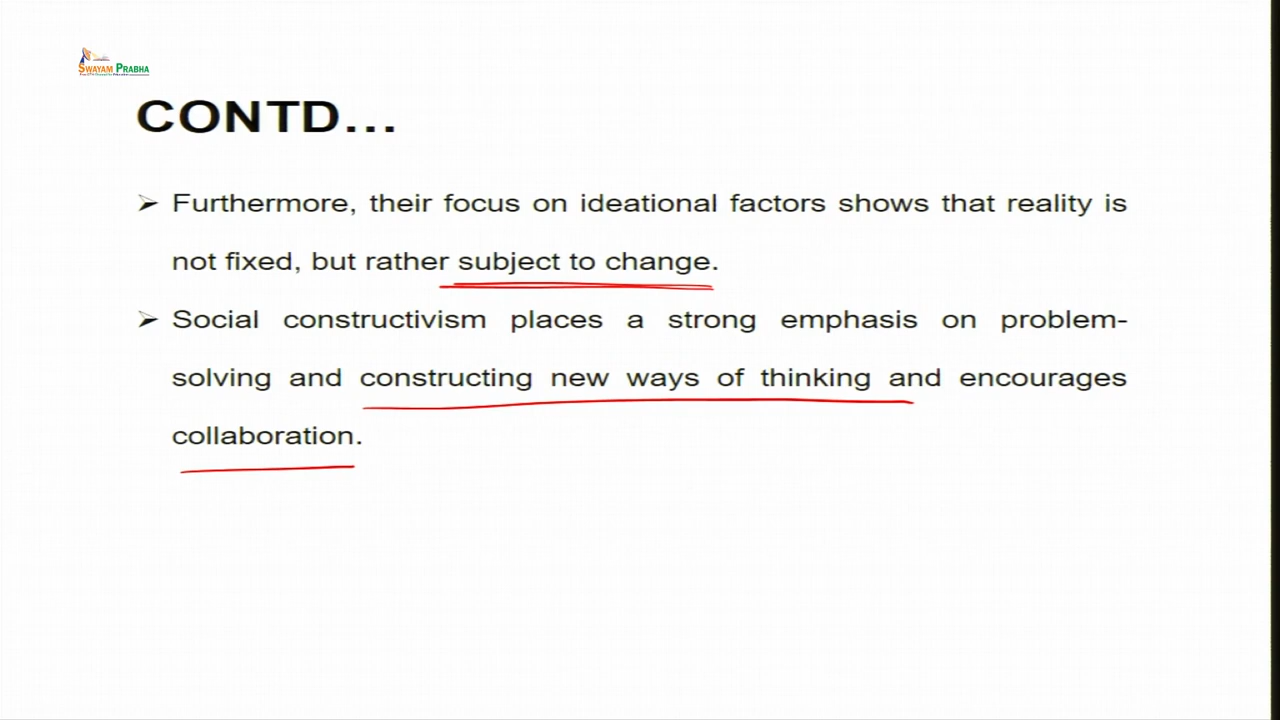 SWAYAM PRABHA
CONTD...
➢ Furthermore, their focus on ideational factors shows that reality is
not fixed, but rather subject to change.
➢ Social constructivism places a strong emphasis on problem-
solving and constructing new ways of thinking and encourages
collaboration.